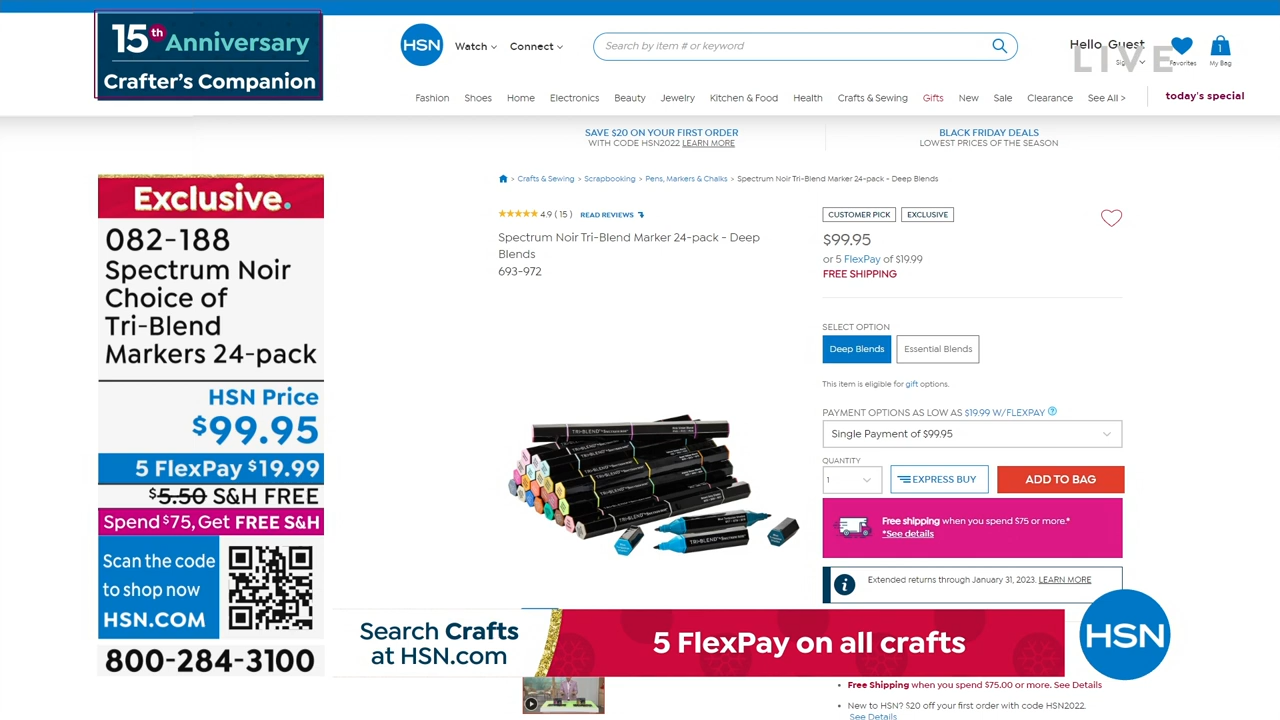 15th Anniversary
Crafter's Companion
HSN
Watch
Connect
Search by item # or keyword
Hello, Guest
LIVE
Favorites
1
My Bag
Fashion
Shoes
Home
Electronics
Beauty
Jewelry
Kitchen & Food
Health
Crafts & Sewing
Gifts
New
Sale
Clearance
See All >
today's special
SAVE $20 ON YOUR FIRST ORDER
WITH CODE HSN2022 LEARN MORE
BLACK FRIDAY DEALS
LOWEST PRICES OF THE SEASON
> Crafts & Sewing > Scrapbooking > Pens, Markers & Chalks > Spectrum Noir Tri-Blend Marker 24-pack - Deep Blends
Exclusive.
082-188
Spectrum Noir
Choice of
Tri-Blend
Markers 24-pack
HSN Price
$99.95
5 FlexPay $19.99
$5.50 S&H FREE
Spend $75, Get FREE S&H
Scan the code
to shop now
HSN.COM
800-284-3100
4.9 ( 15 )
READ REVIEWS
Spectrum Noir Tri-Blend Marker 24-pack - Deep
Blends
693-972
TRI-BLEND
TRI-BLEND
TRI-BLEND
CUSTOMER PICK
EXCLUSIVE
$99.95
or 5 FlexPay of $19.99
FREE SHIPPING
SELECT OPTION
Deep Blends
Essential Blends
This item is eligible for gift options.
PAYMENT OPTIONS AS LOW AS $19.99 W/FLEXPAY ?
Single Payment of $99.95
QUANTITY
1
EXPRESS BUY
ADD TO BAG
Free shipping when you spend $75 or more.*
*See details
i
Extended returns through January 31, 2023. LEARN MORE
Search Crafts
at HSN.com
5 FlexPay on all crafts
HSN
• Free Shipping when you spend $75.00 or more. See Details
• New to HSN? $20 off your first order with code HSN2022.
See Details